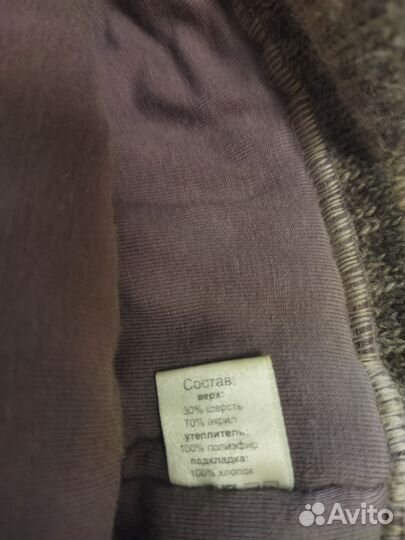 Состав:
верх:
30% шерсть
70% акрил
утеплитель:
100% полиэфир
подкладка:
100% хлопок
Avito